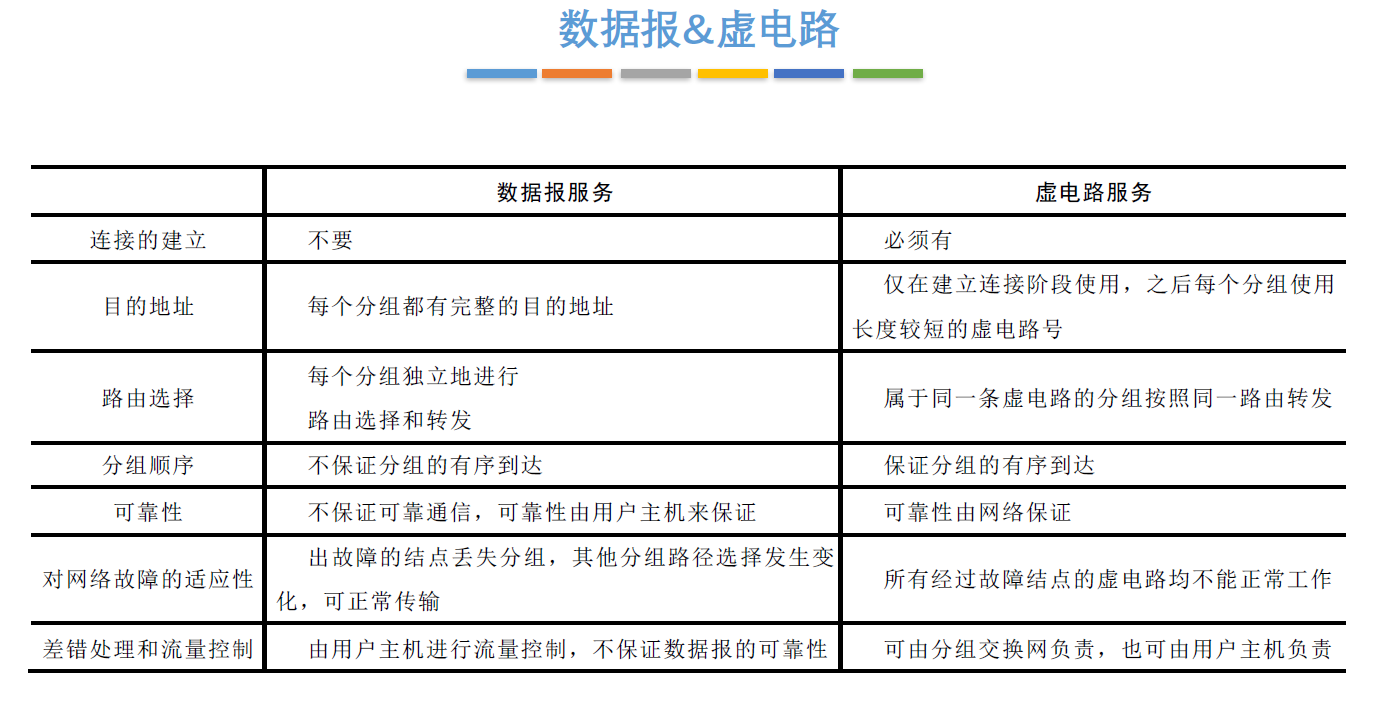 数据报&虚电路
数据报服务 虚电路服务
连接的建立 不要 必须有
目的地址 每个分组都有完整的目的地址 仅在建立连接阶段使用，之后每个分组使用
长度较短的虚电路号
路由选择 每个分组独立地进行
路由选择和转发 属于同一条虚电路的分组按照同一路由转发
分组顺序 不保证分组的有序到达 保证分组的有序到达
可靠性 不保证可靠通信，可靠性由用户主机来保证 可靠性由网络保证
对网络故障的适应性 出故障的结点丢失分组，其他分组路径选择发生变
化，可正常传输 所有经过故障结点的虚电路均不能正常工作
差错处理和流量控制 由用户主机进行流量控制，不保证数据报的可靠性 可由分组交换网负责，也可由用户主机负责